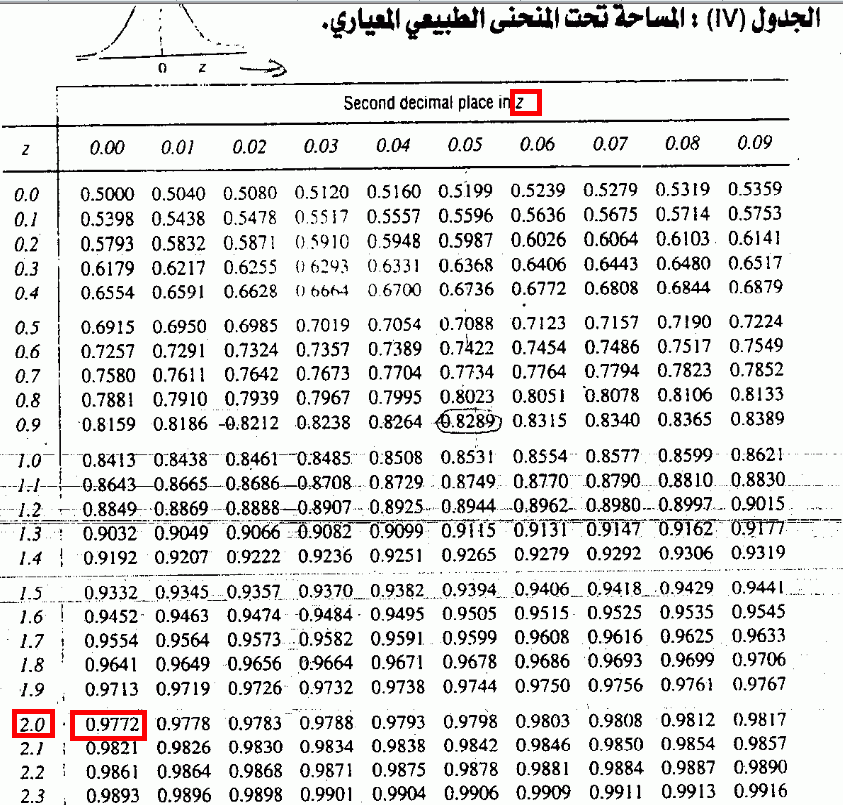 الجدول (IV) : المساحة تحت المنحنى الطبيعي المعياري.
0 z
Second decimal place in z
z 0.00 0.01 0.02 0.03 0.04 0.05 0.06 0.07 0.08 0.09
0.0 0.5000 0.5040 0.5080 0.5120 0.5160 0.5199 0.5239 0.5279 0.5319 0.5359
0.1 0.5398 0.5438 0.5478 0.5517 0.5557 0.5596 0.5636 0.5675 0.5714 0.5753
0.2 0.5793 0.5832 0.5871 0.5910 0.5948 0.5987 0.6026 0.6064 0.6103 0.6141
0.3 0.6179 0.6217 0.6255 0.6293 0.6331 0.6368 0.6406 0.6443 0.6480 0.6517
0.4 0.6554 0.6591 0.6628 0.6664 0.6700 0.6736 0.6772 0.6808 0.6844 0.6879
0.5 0.6915 0.6950 0.6985 0.7019 0.7054 0.7088 0.7123 0.7157 0.7190 0.7224
0.6 0.7257 0.7291 0.7324 0.7357 0.7389 0.7422 0.7454 0.7486 0.7517 0.7549
0.7 0.7580 0.7611 0.7642 0.7673 0.7704 0.7734 0.7764 0.7794 0.7823 0.7852
0.8 0.7881 0.7910 0.7939 0.7967 0.7995 0.8023 0.8051 0.8078 0.8106 0.8133
0.9 0.8159 0.8186 0.8212 0.8238 0.8264 0.8289 0.8315 0.8340 0.8365 0.8389
1.0 0.8413 0.8438 0.8461 0.8485 0.8508 0.8531 0.8554 0.8577 0.8599 0.8621
1.1 0.8643 0.8665 0.8686 0.8708 0.8729 0.8749 0.8770 0.8790 0.8810 0.8830
1.2 0.8849 0.8869 0.8888 0.8907 0.8925 0.8944 0.8962 0.8980 0.8997 0.9015
1.3 0.9032 0.9049 0.9066 0.9082 0.9099 0.9115 0.9131 0.9147 0.9162 0.9177
1.4 0.9192 0.9207 0.9222 0.9236 0.9251 0.9265 0.9279 0.9292 0.9306 0.9319
1.5 0.9332 0.9345 0.9357 0.9370 0.9382 0.9394 0.9406 0.9418 0.9429 0.9441
1.6 0.9452 0.9463 0.9474 0.9484 0.9495 0.9505 0.9515 0.9525 0.9535 0.9545
1.7 0.9554 0.9564 0.9573 0.9582 0.9591 0.9599 0.9608 0.9616 0.9625 0.9633
1.8 0.9641 0.9649 0.9656 0.9664 0.9671 0.9678 0.9686 0.9693 0.9699 0.9706
1.9 0.9713 0.9719 0.9726 0.9732 0.9738 0.9744 0.9750 0.9756 0.9761 0.9767
2.0 0.9772 0.9778 0.9783 0.9788 0.9793 0.9798 0.9803 0.9808 0.9812 0.9817
2.1 0.9821 0.9826 0.9830 0.9834 0.9838 0.9842 0.9846 0.9850 0.9854 0.9857
2.2 0.9861 0.9864 0.9868 0.9871 0.9875 0.9878 0.9881 0.9884 0.9887 0.9890
2.3 0.9893 0.9896 0.9898 0.9901 0.9904 0.9906 0.9909 0.9911 0.9913 0.9916